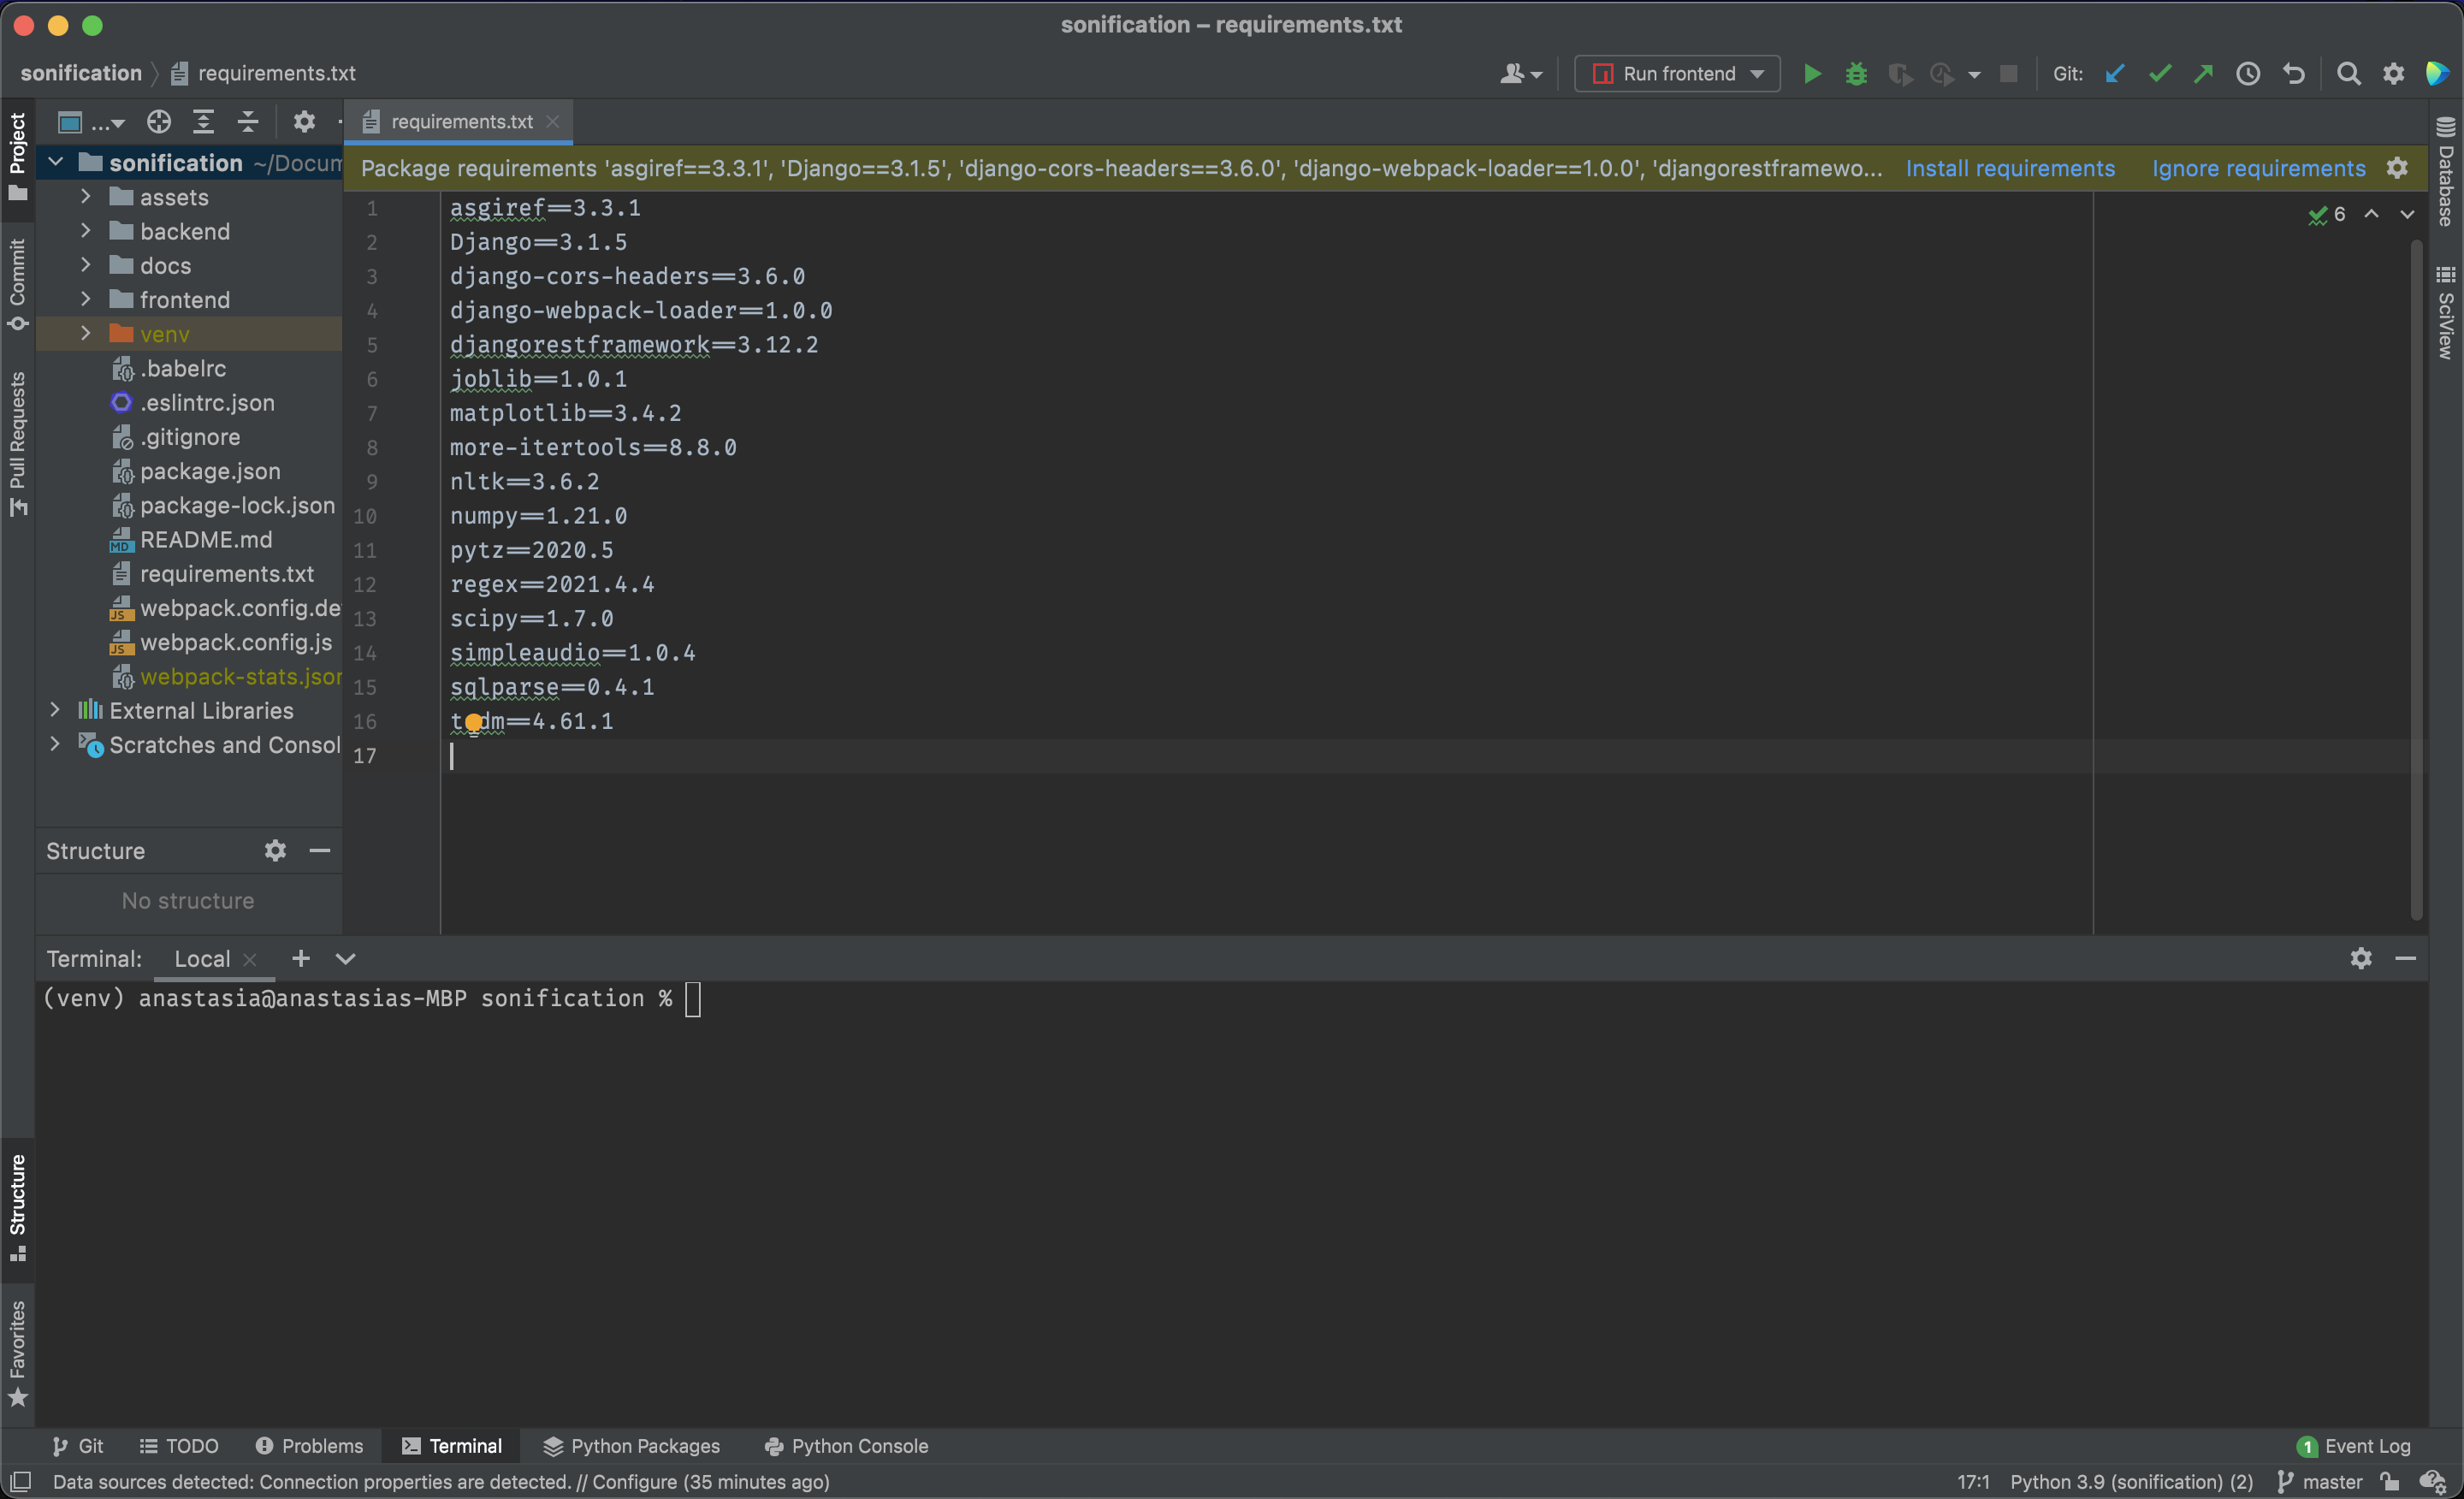 sonification – requirements.txt
sonification
requirements.txt
Run frontend
Git:
Project
Commit
Pull Requests
Structure
Favorites
...
sonification ~/Docum
assets
backend
docs
frontend
venv
.babelrc
.eslintrc.json
.gitignore
package.json
package-lock.json
README.md
requirements.txt
webpack.config.de
webpack.config.js
webpack-stats.json
External Libraries
Scratches and Consol
Structure
No structure
requirements.txt
Package requirements 'asgiref==3.3.1', 'Django==3.1.5', 'django-cors-headers==3.6.0', 'django-webpack-loader==1.0.0', 'djangorestframewo... Install requirements Ignore requirements
6
1 asgiref==3.3.1
2 Django==3.1.5
3 django-cors-headers==3.6.0
4 django-webpack-loader==1.0.0
5 djangorestframework==3.12.2
6 joblib==1.0.1
7 matplotlib==3.4.2
8 more-itertools==8.8.0
9 nltk==3.6.2
10 numpy==1.21.0
11 pytz==2020.5
12 regex==2021.4.4
13 scipy==1.7.0
14 simpleaudio==1.0.4
15 sqlparse==0.4.1
16 tqdm==4.61.1
17
Database
SciView
Terminal: Local
(venv) anastasia@anastasias-MBP sonification %
Git TODO Problems Terminal Python Packages Python Console 1 Event Log
Data sources detected: Connection properties are detected. // Configure (35 minutes ago) 17:1 Python 3.9 (sonification) (2) master